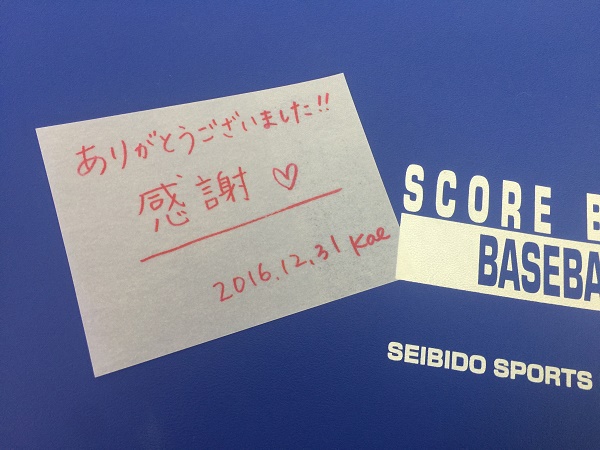 ありがとうございました!!
感謝♡
2016.12.31 Kae
SCORE B
BASEBA
SEIBIDO SPORTS